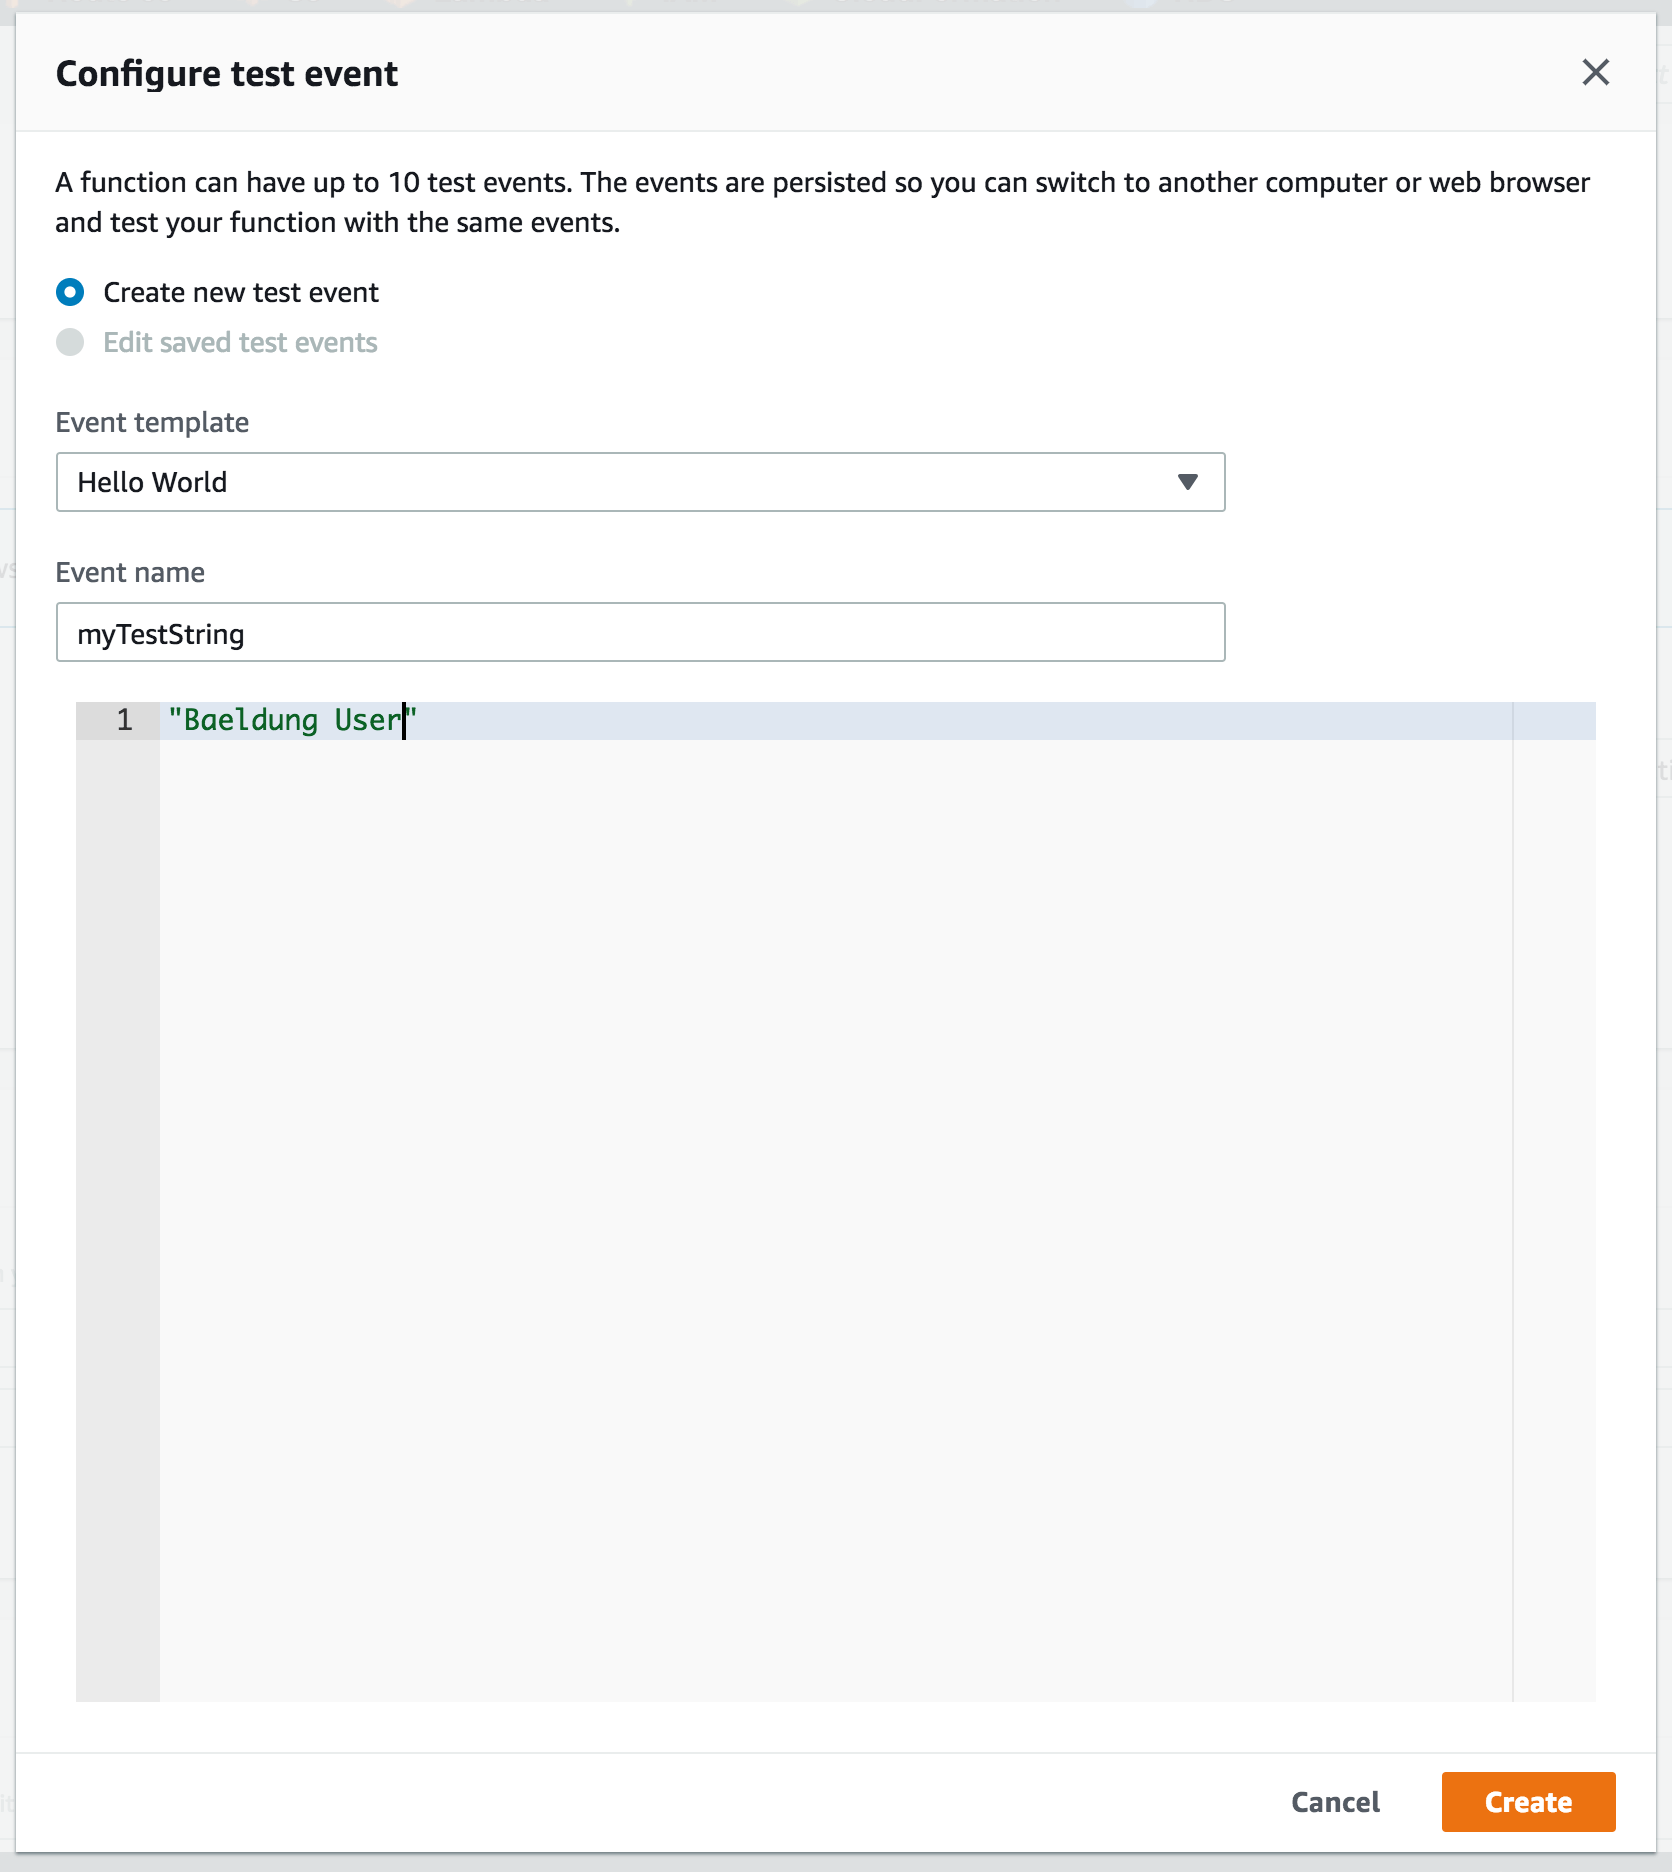 Configure test event
A function can have up to 10 test events. The events are persisted so you can switch to another computer or web browser
and test your function with the same events.
Create new test event
Edit saved test events
Event template
Hello World
Event name
myTestString
1 "Baeldung User"
Cancel
Create